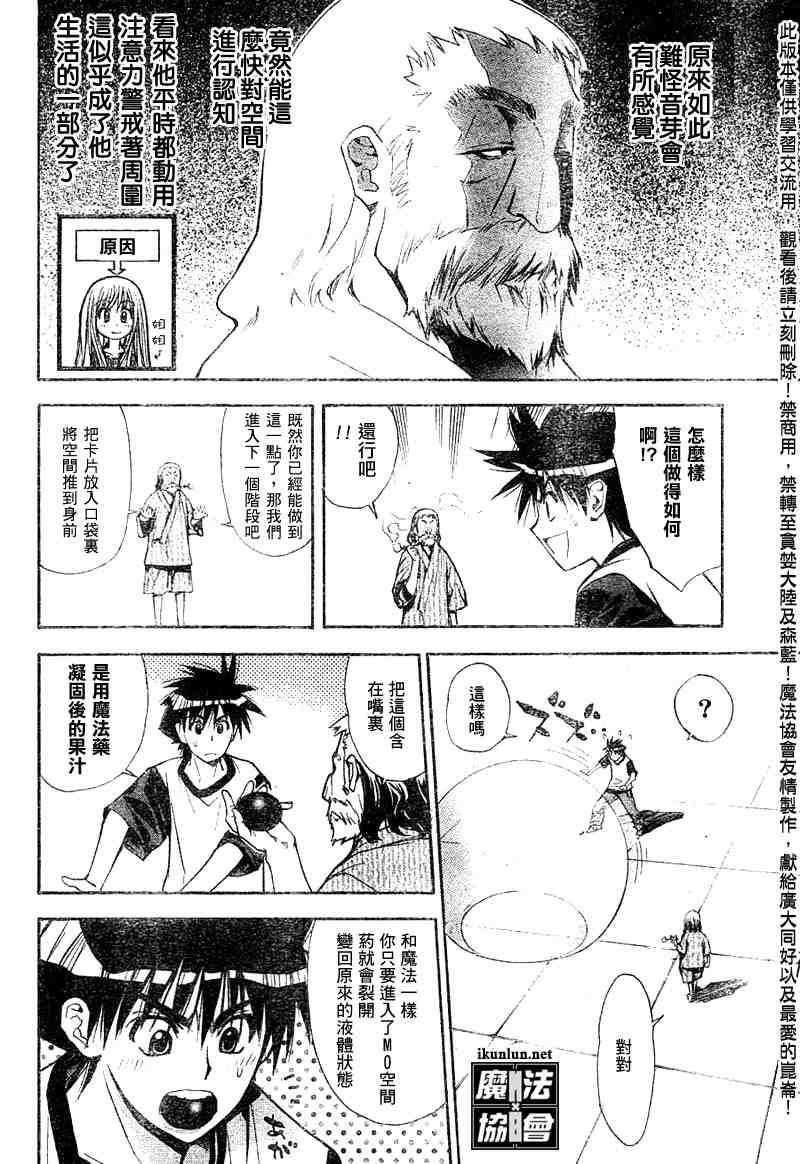 原來如此
難怪音芽會
有所感覺
竟然能這
麼快對空間
進行認知
看來他平時都動用
注意力警戒著周圍
這似乎成了他
生活的一部分了
原因
姐姐♪
怎麼樣
這個做得如何
啊!?
還行吧
!!
既然你已經能做到
這一點了,那我們
進入下一個階段吧
把卡片放入口袋裏
將空間推到身前
?
這樣嗎
ズズ
對對
把這個含
在嘴裏
是用魔法藥
凝固後的果汁
和魔法一樣
你只要進入了MO空間
药就會裂開
變回原來的液體狀態
あむ
ikunlun.net
魔法
協會
此版本僅供學習交流用,觀看後請立刻刪除!禁商用,禁轉至貪婪大陸及森藍!魔法協會友情製作,獻給廣大同好以及最愛的崑崙!